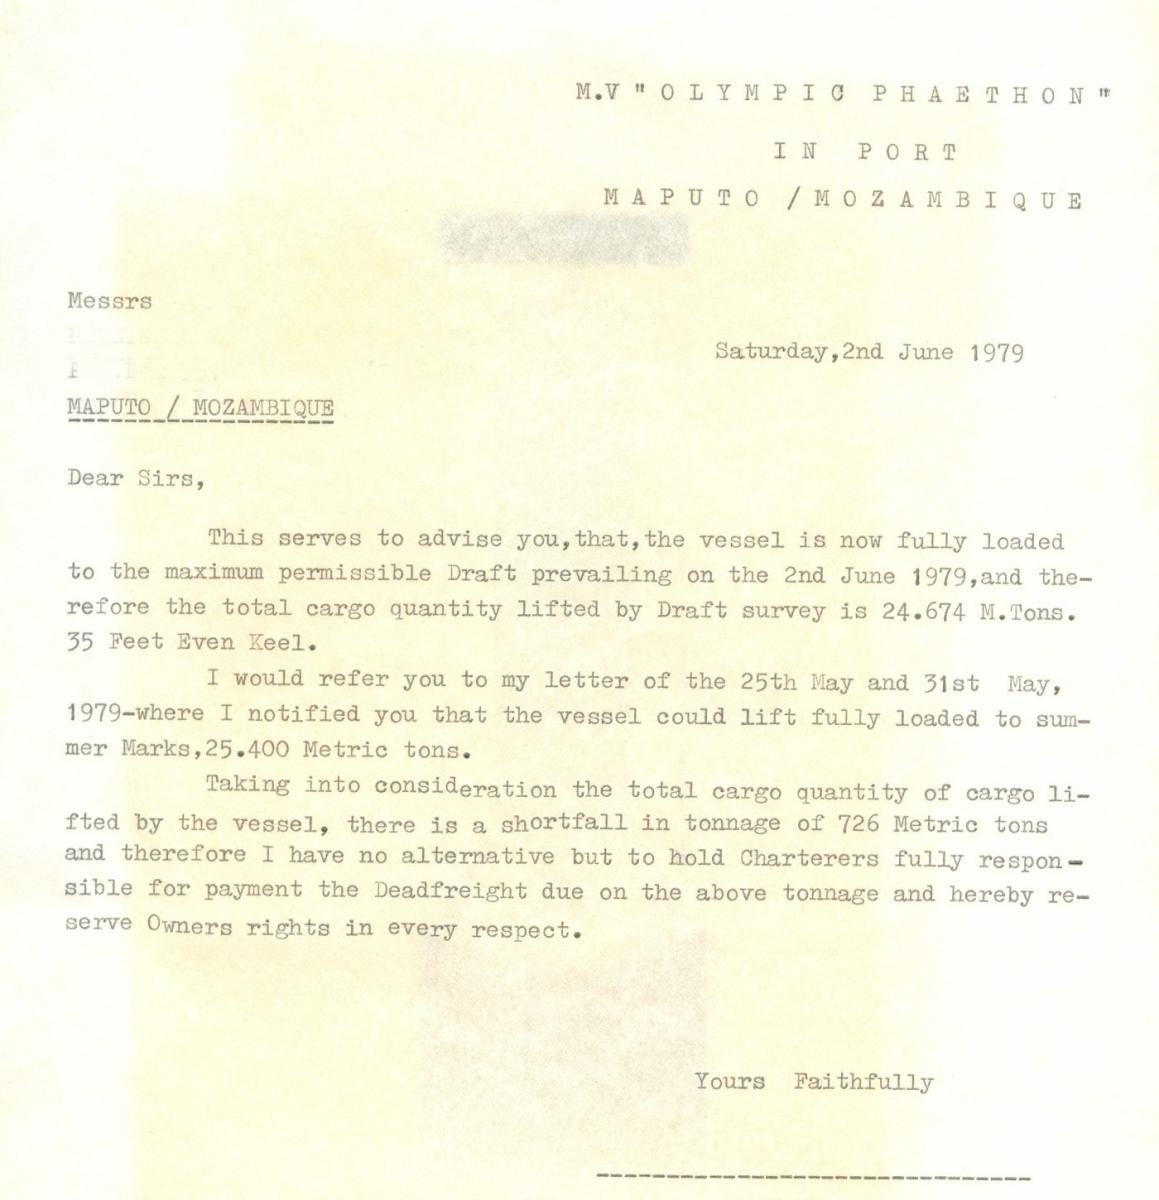 M.V " O L Y M P I C  P H A E T H O N "
I N  P O R T
M A P U T O / M O Z A M B I Q U E
Messrs
Saturday,2nd June 1979
MAPUTO / MOZAMBIQUE
Dear Sirs,
This serves to advise you,that,the vessel is now fully loaded
to the maximum permissible Draft prevailing on the 2nd June 1979,and the-
refore the total cargo quantity lifted by Draft survey is 24.674 M.Tons.
35 Feet Even Keel.
I would refer you to my letter of the 25th May and 31st May,
1979-where I notified you that the vessel could lift fully loaded to sum-
mer Marks,25.400 Metric tons.
Taking into consideration the total cargo quantity of cargo li-
fted by the vessel, there is a shortfall in tonnage of 726 Metric tons
and therefore I have no alternative but to hold Charterers fully respon-
sible for payment the Deadfreight due on the above tonnage and hereby re-
serve Owners rights in every respect.
Yours Faithfully